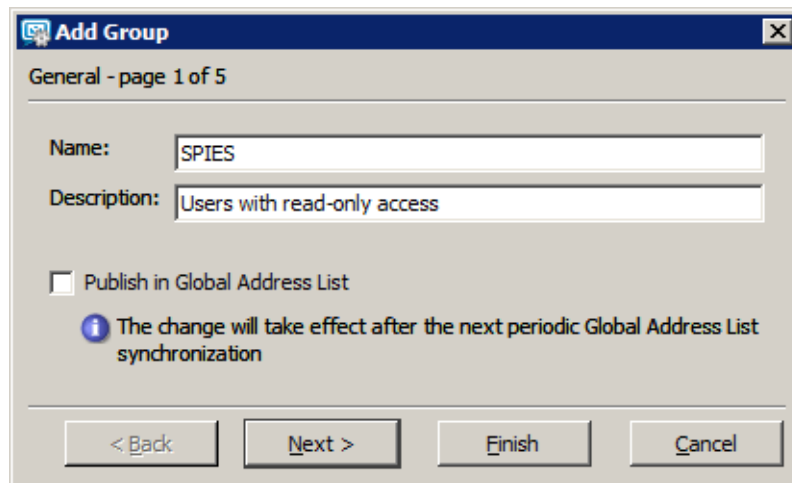 Add Group
General - page 1 of 5
Name: SPIES
Description: Users with read-only access
Publish in Global Address List
The change will take effect after the next periodic Global Address List
synchronization
< Back Next > Finish Cancel